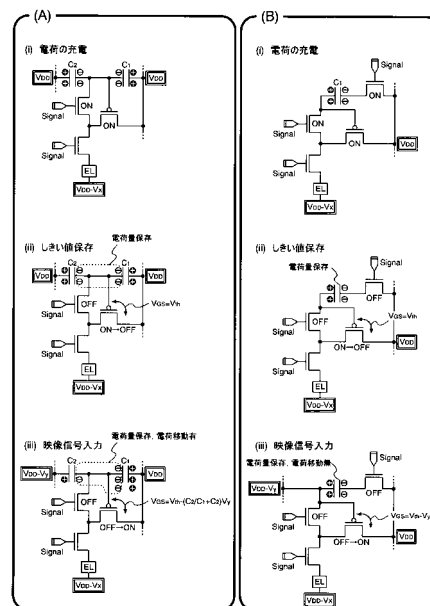 (A)
(i) 電荷の充電
C2
C1
VDD
VDD
ON
Signal
ON
Signal
EL
VDD-VX
(ii) しきい値保存
電荷量保存
C2
C1
VDD
VDD
OFF
VGS=Vth
Signal
ON→OFF
Signal
EL
VDD-VX
(iii) 映像信号入力
電荷量保存、電荷移動有
C2
C1
VDD-Vy
VDD
OFF
VGS=Vth-(C2/C1+C2)Vy
Signal
OFF→ON
Signal
EL
VDD-VX
(B)
(i) 電荷の充電
Signal
C1
ON
ON
Signal
ON
VDD
Signal
EL
VDD-VX
(ii) しきい値保存
Signal
電荷量保存
OFF
OFF
VGS=Vth
Signal
ON→OFF
VDD
Signal
EL
VDD-VX
(iii) 映像信号入力
Signal
電荷量保存、電荷移動無
VDD-Vy
OFF
OFF
VGS=Vth-Vy
Signal
OFF→ON
VDD
Signal
EL
VDD-VX